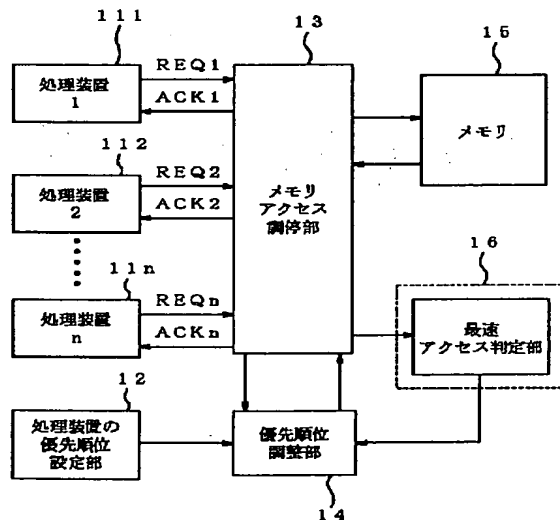 111
処理装置
1
REQ1
ACK1
13
メモリ
アクセス
調停部
15
メモリ
112
処理装置
2
REQ2
ACK2
11n
処理装置
n
REQn
ACKn
16
最速
アクセス判定部
12
処理装置の
優先順位
設定部
優先順位
調整部
14